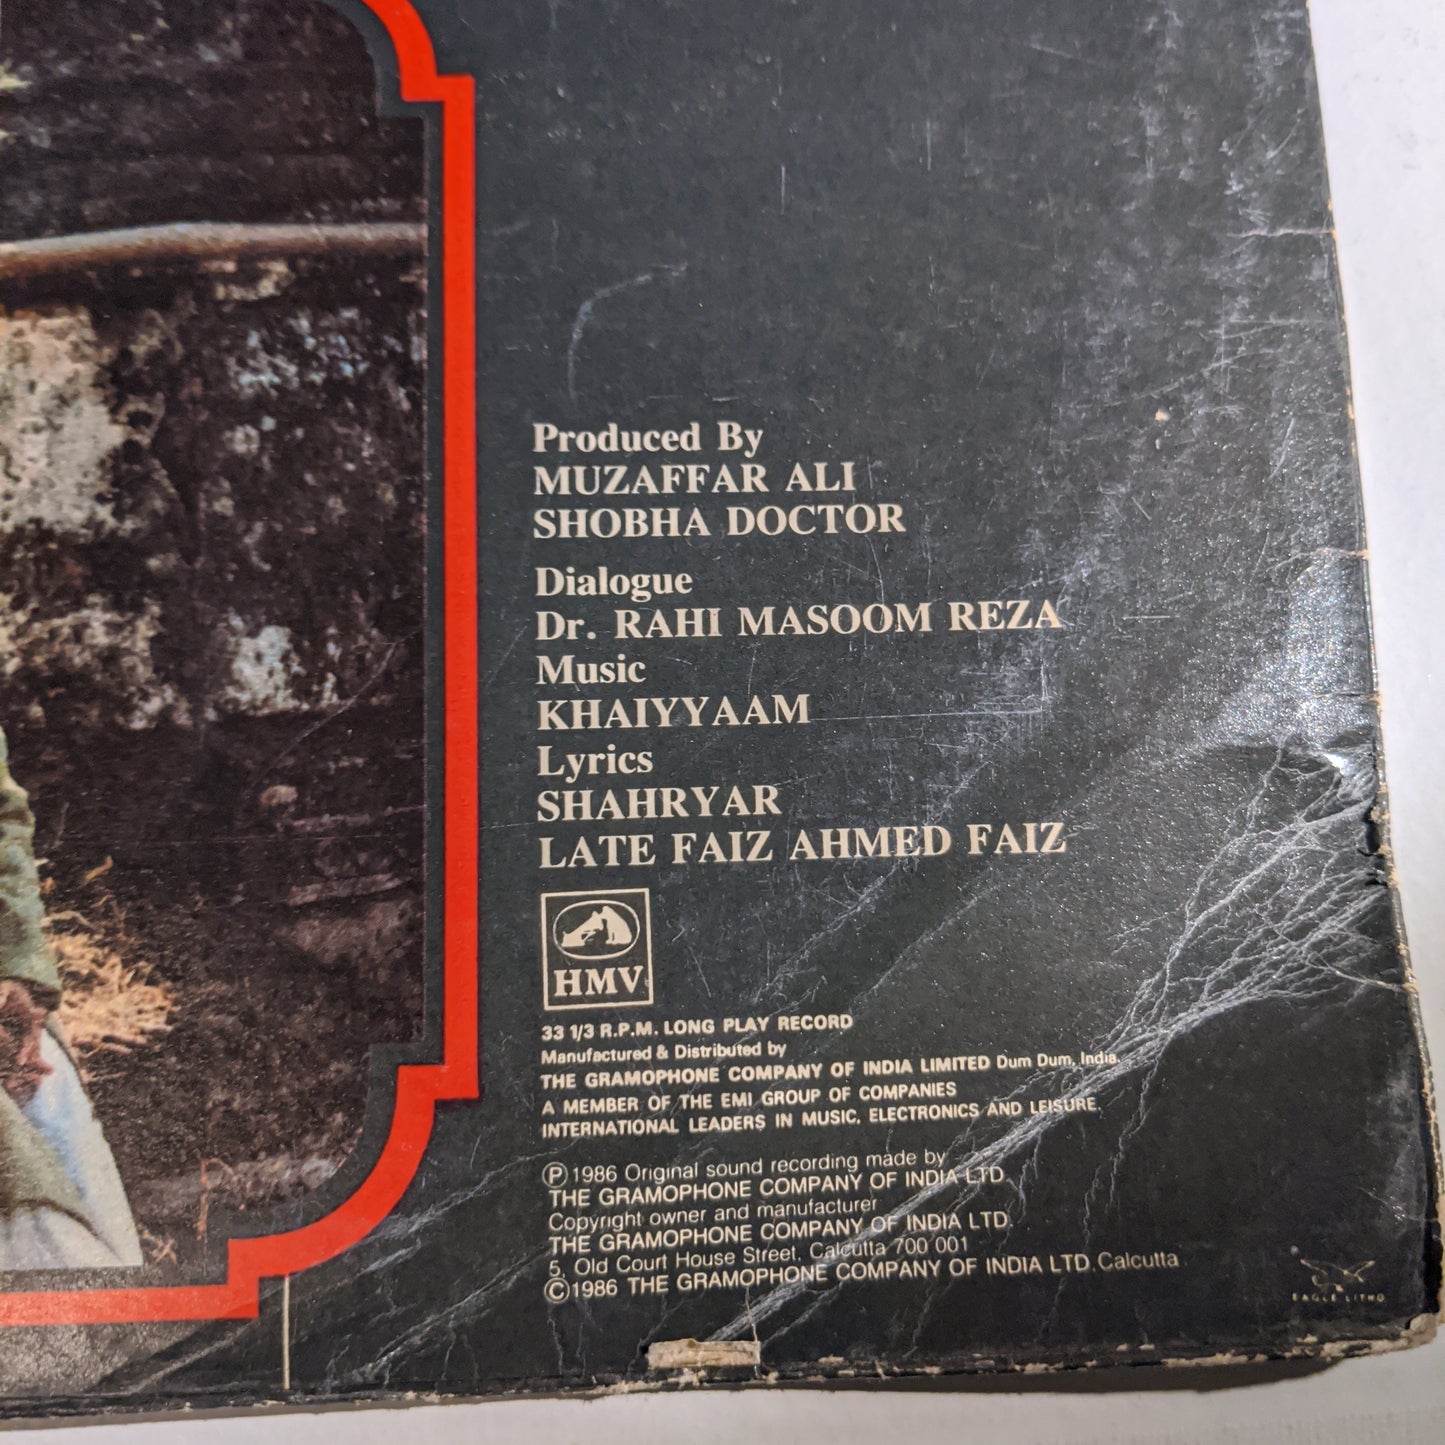 Produced By
MUZAFFAR ALI
SHOBHA DOCTOR
Dialogue
Dr. RAHI MASOOM REZA
Music
KHAIYYAAM
Lyrics
SHAHRYAR
LATE FAIZ AHMED FAIZ
HMV
33 1/3 R.P.M. LONG PLAY RECORD
Manufactured & Distributed by
THE GRAMOPHONE COMPANY OF INDIA LIMITED Dum Dum, India.
A MEMBER OF THE EMI GROUP OF COMPANIES
INTERNATIONAL LEADERS IN MUSIC, ELECTRONICS AND LEISURE.
Ⓟ 1986 Original sound recording made by
THE GRAMOPHONE COMPANY OF INDIA LTD.
Copyright owner and manufacturer
THE GRAMOPHONE COMPANY OF INDIA LTD.
5, Old Court House Street, Calcutta 700 001
© 1986 THE GRAMOPHONE COMPANY OF INDIA LTD. Calcutta
EAGLE LITHO